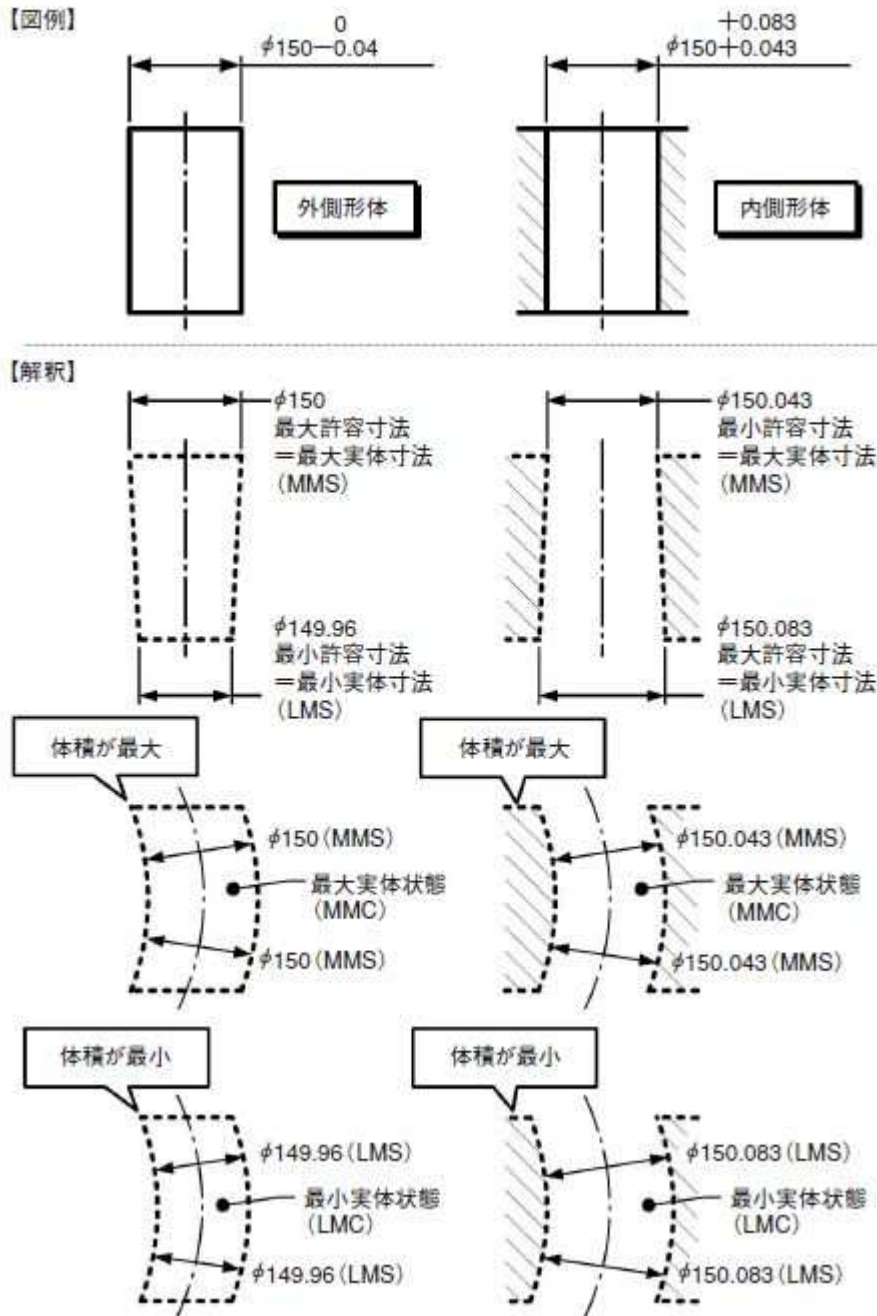 【図例】
0
φ150−0.04
+0.083
φ150+0.043
外側形体
内側形体
【解釈】
φ150
最大許容寸法
=最大実体寸法
(MMS)
φ150.043
最小許容寸法
=最大実体寸法
(MMS)
φ149.96
最小許容寸法
=最小実体寸法
(LMS)
φ150.083
最大許容寸法
=最小実体寸法
(LMS)
体積が最大
φ150(MMS)
最大実体状態
(MMC)
φ150(MMS)
体積が最大
φ150.043(MMS)
最大実体状態
(MMC)
φ150.043(MMS)
体積が最小
φ149.96(LMS)
最小実体状態
(LMC)
φ149.96(LMS)
体積が最小
φ150.083(LMS)
最小実体状態
(LMC)
φ150.083(LMS)